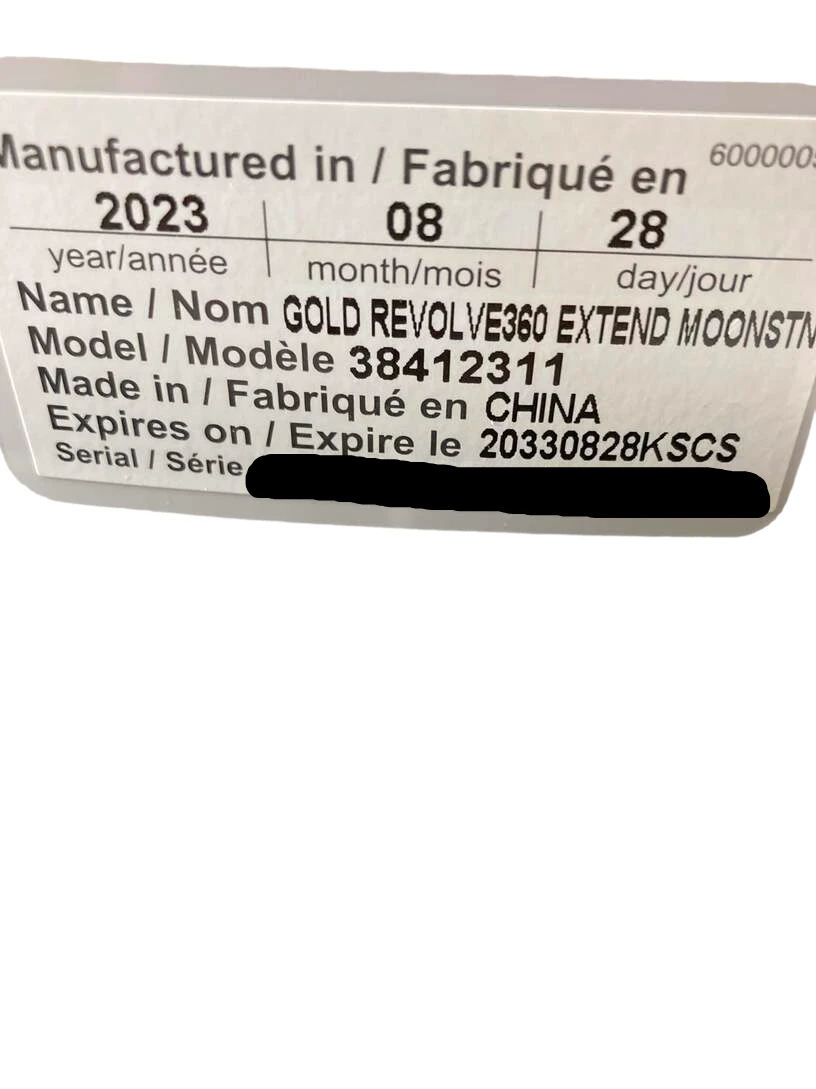 Manufactured in / Fabriqué en 600000
2023 08 28
year/année month/mois day/jour
Name / Nom GOLD REVOLVE360 EXTEND MOONSTN
Model / Modèle 38412311
Made in / Fabriqué en CHINA
Expires on / Expire le 20330828KSCS
Serial / Série